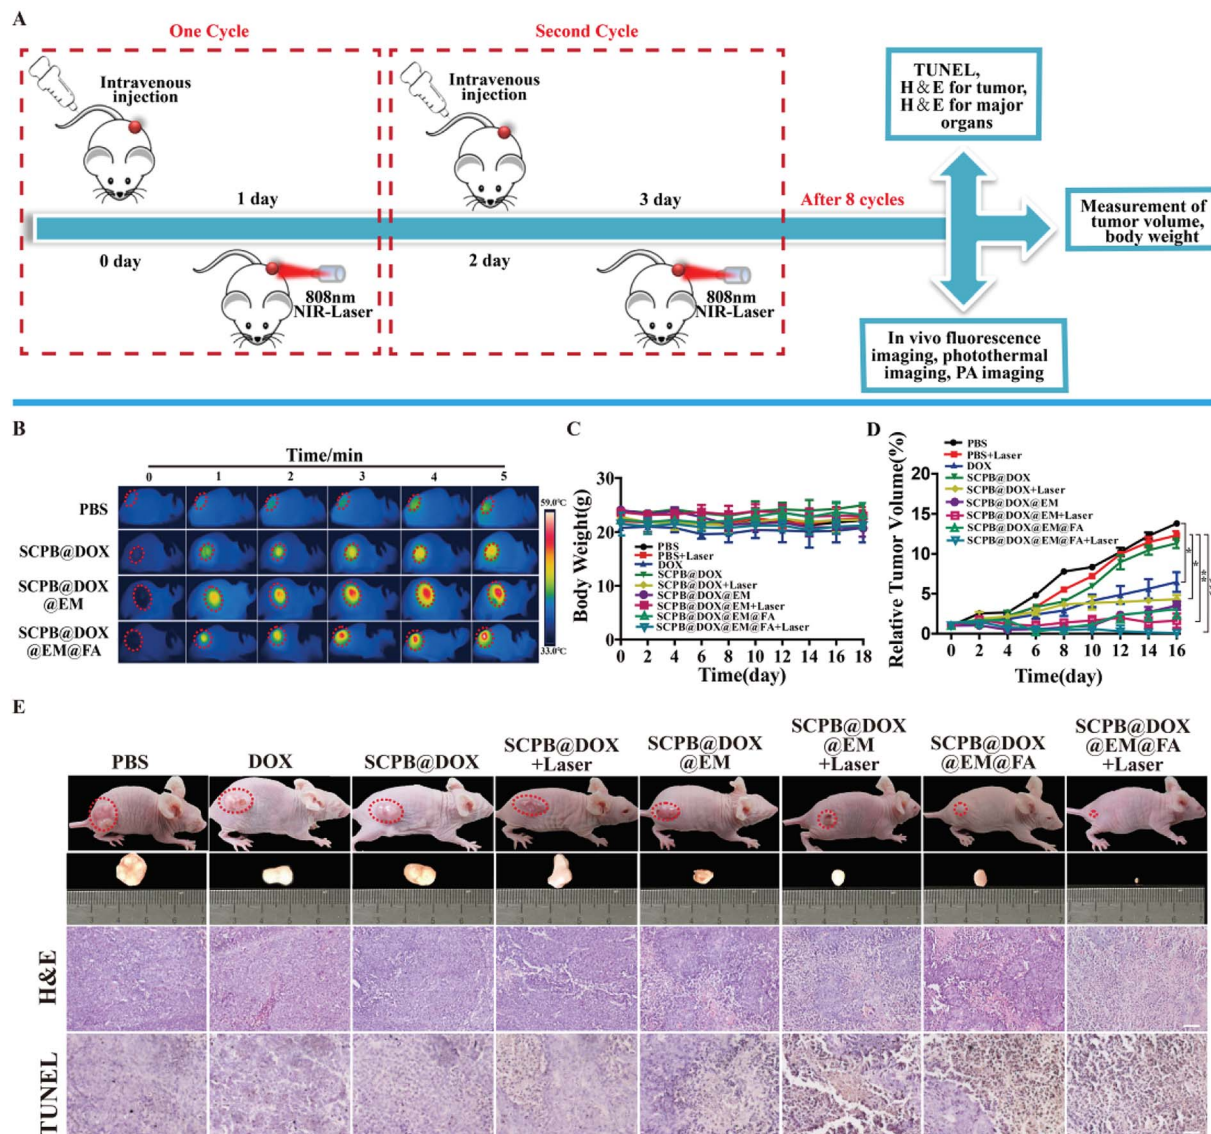 A
One Cycle
Second Cycle
Intravenous
injection
Intravenous
injection
TUNEL,
H&E for tumor,
H&E for major
organs
1 day
3 day
After 8 cycles
Measurement of
tumor volume,
body weight
0 day
2 day
808nm
NIR-Laser
808nm
NIR-Laser
In vivo fluorescence
imaging, photothermal
imaging, PA imaging
B
Time/min
0 1 2 3 4 5
PBS
SCPB@DOX
SCPB@DOX
@EM
SCPB@DOX
@EM@FA
59.0°C
33.0°C
C
Body Weight(g)
30
20
10
0
PBS
PBS+Laser
DOX
SCPB@DOX
SCPB@DOX+Laser
SCPB@DOX@EM
SCPB@DOX@EM+Laser
SCPB@DOX@EM@FA
SCPB@DOX@EM@FA+Laser
0 2 4 6 8 10 12 14 16 18
Time(day)
D
Relative Tumor Volume(%)
20
15
10
5
0
PBS
PBS+Laser
DOX
SCPB@DOX
SCPB@DOX+Laser
SCPB@DOX@EM
SCPB@DOX@EM+Laser
SCPB@DOX@EM@FA
SCPB@DOX@EM@FA+Laser
*
*
**
***
0 2 4 6 8 10 12 14 16
Time(day)
E
PBS
DOX
SCPB@DOX
SCPB@DOX
+Laser
SCPB@DOX
@EM
SCPB@DOX
@EM
+Laser
SCPB@DOX
@EM@FA
SCPB@DOX
@EM@FA
+Laser
H&E
TUNEL